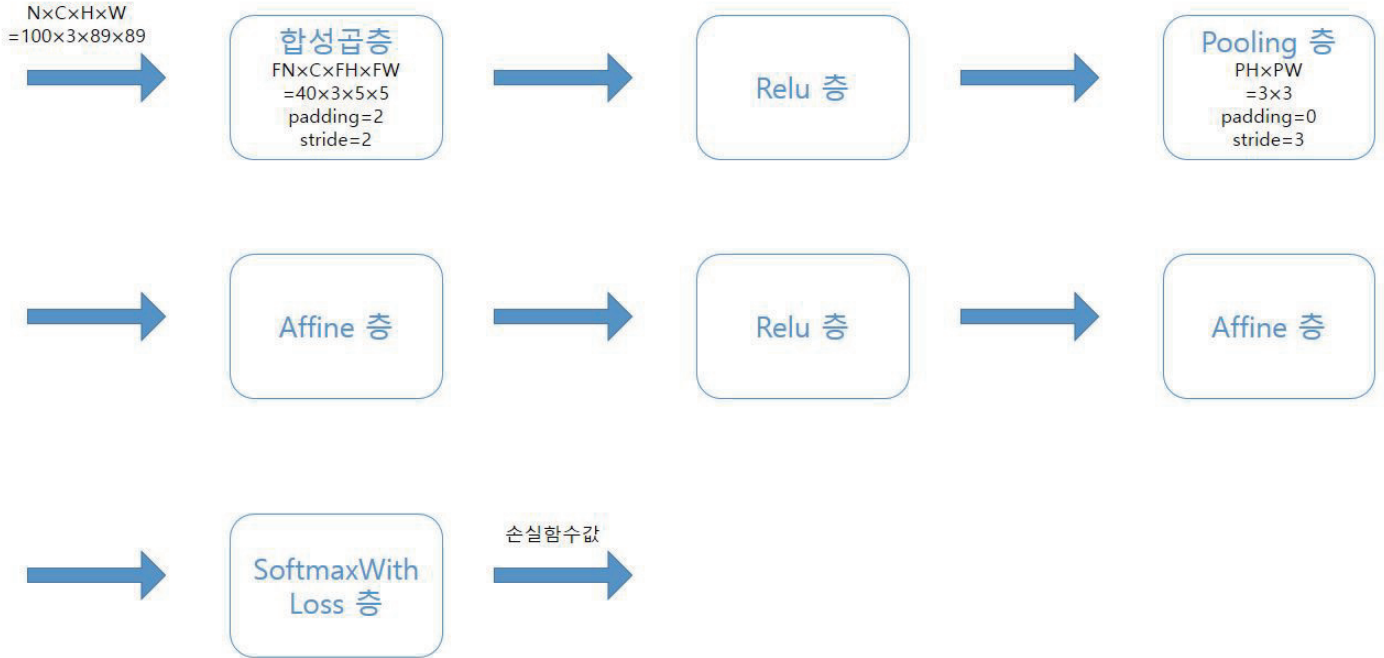 N×C×H×W
=100×3×89×89
합성곱층
FN×C×FH×FW
=40×3×5×5
padding=2
stride=2
Relu 층
Pooling 층
PH×PW
=3×3
padding=0
stride=3
Affine 층
Relu 층
Affine 층
SoftmaxWith
Loss 층
손실함수값